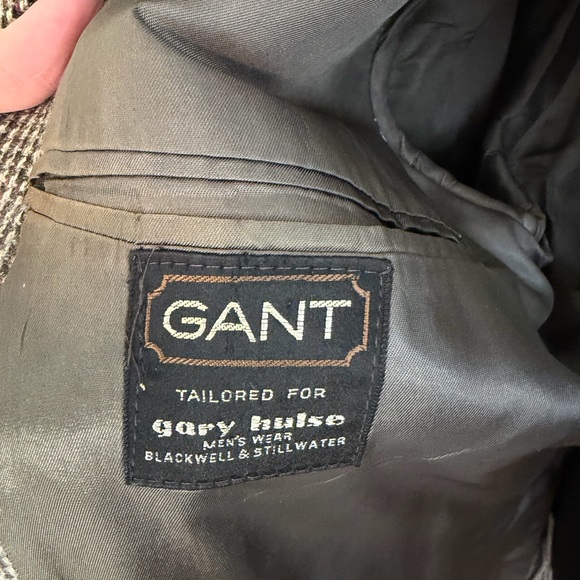 GANT
TAILORED FOR
gary hulse
MEN'S WEAR
BLACKWELL & STILLWATER